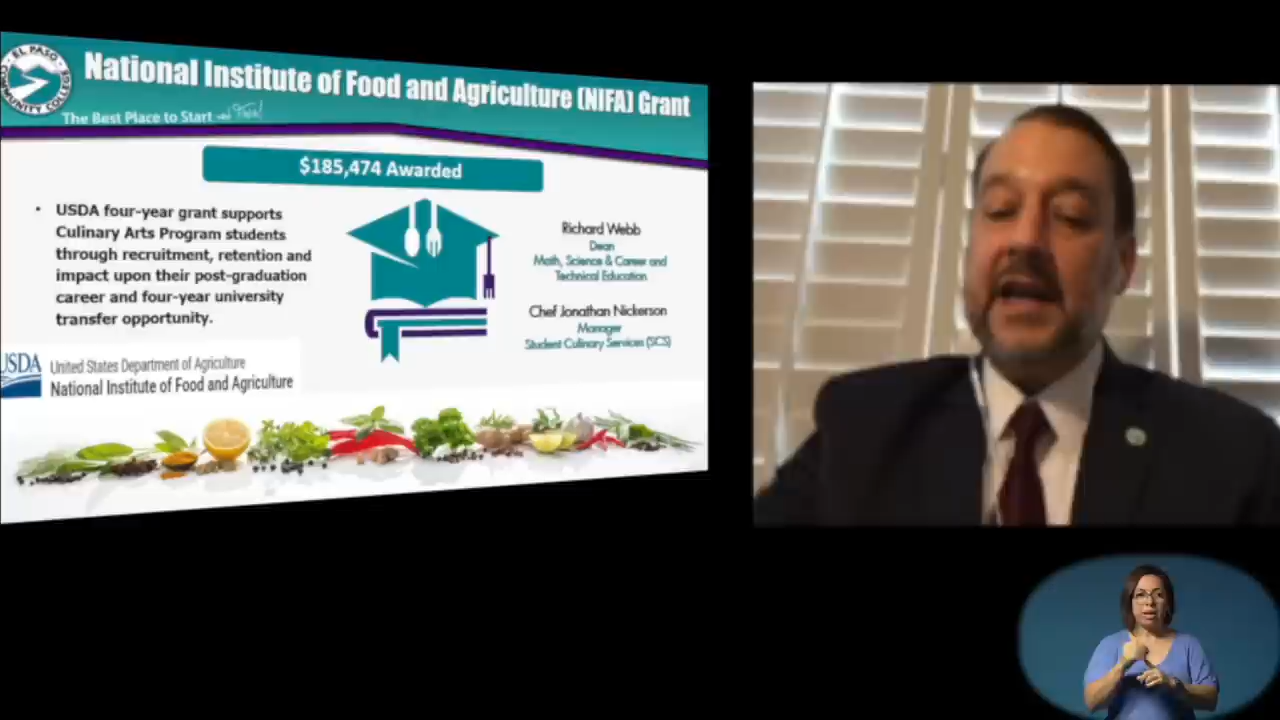 EL PASO
COMMUNITY COLLEGE
National Institute of Food and Agriculture (NIFA) Grant
The Best Place to Start and Finish!
$185,474 Awarded
• USDA four-year grant supports
Culinary Arts Program students
through recruitment, retention and
impact upon their post-graduation
career and four-year university
transfer opportunity.
Richard Webb
Dean
Math, Science & Career and
Technical Education
Chef Jonathan Nickerson
Manager
Student Culinary Services (SCS)
USDA
United States Department of Agriculture
National Institute of Food and Agriculture